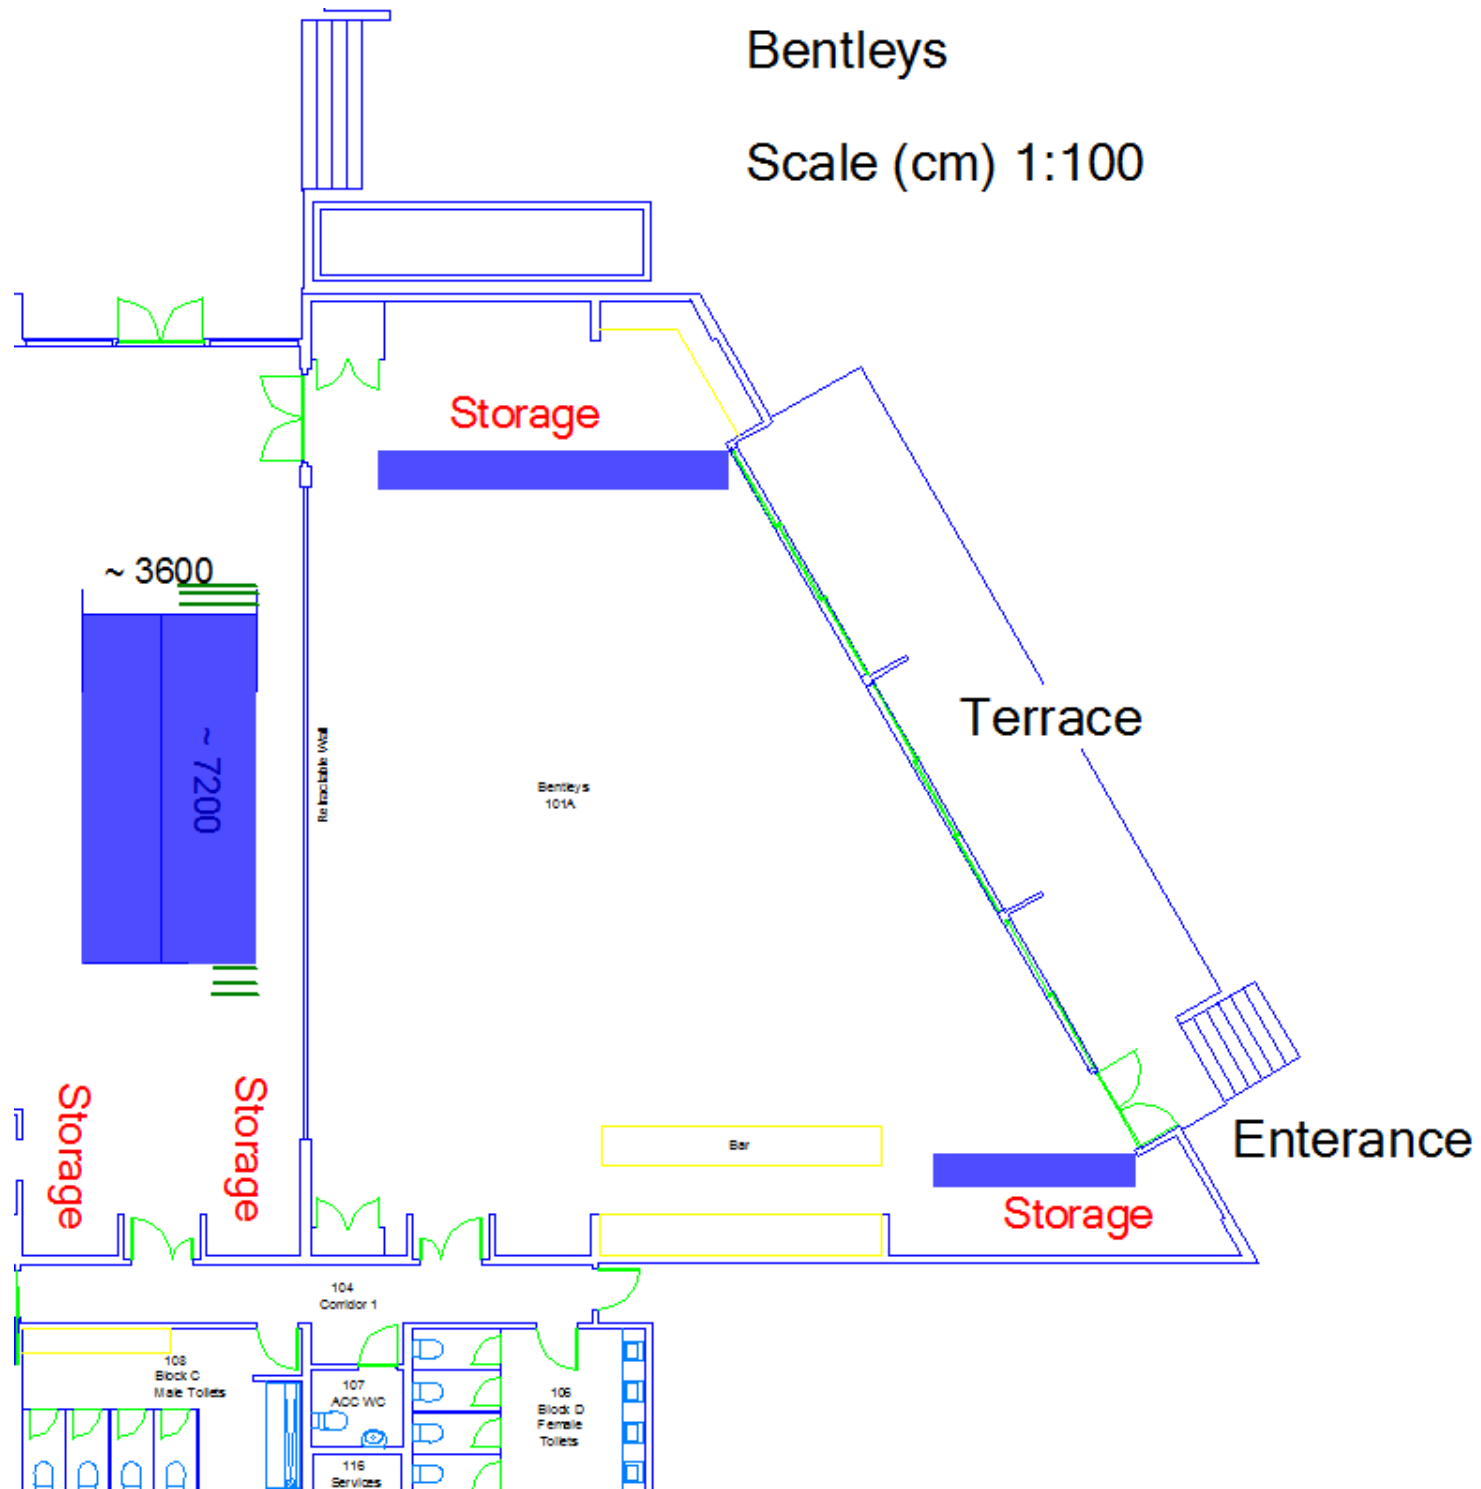 Bentleys
Scale (cm) 1:100
Storage
~ 3600
~ 7200
Retractable Wall
Bentleys
101A
Terrace
Storage
Storage
Bar
Enterance
Storage
104
Corridor 1
108
Block C
Male Toilets
107
ACC WC
106
Block D
Female
Toilets
116
Services